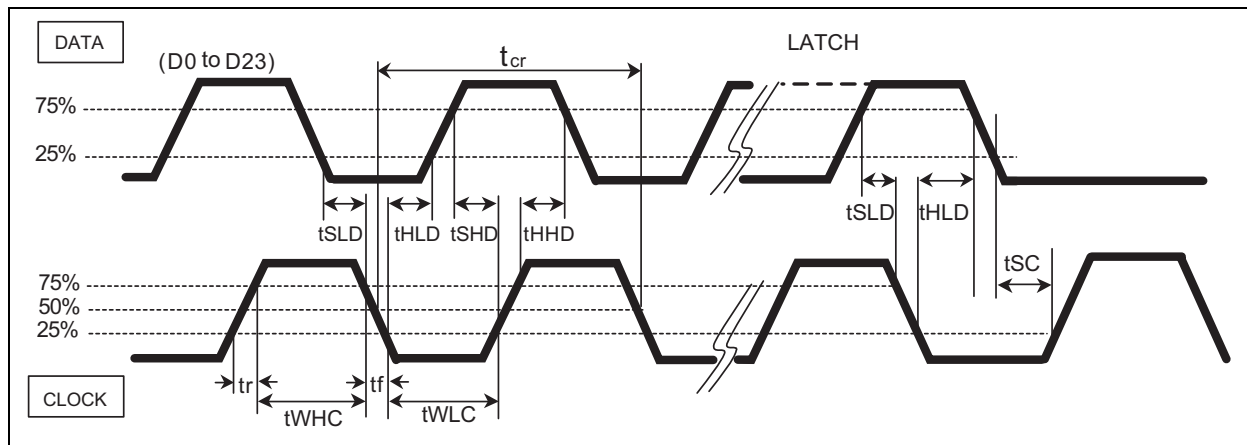 DATA
(D0 to D23)
tcr
LATCH
75%
25%
tSLD
tHLD
tSHD
tHHD
tSLD
tHLD
tSC
75%
50%
25%
tr
tf
tWHC
tWLC
CLOCK